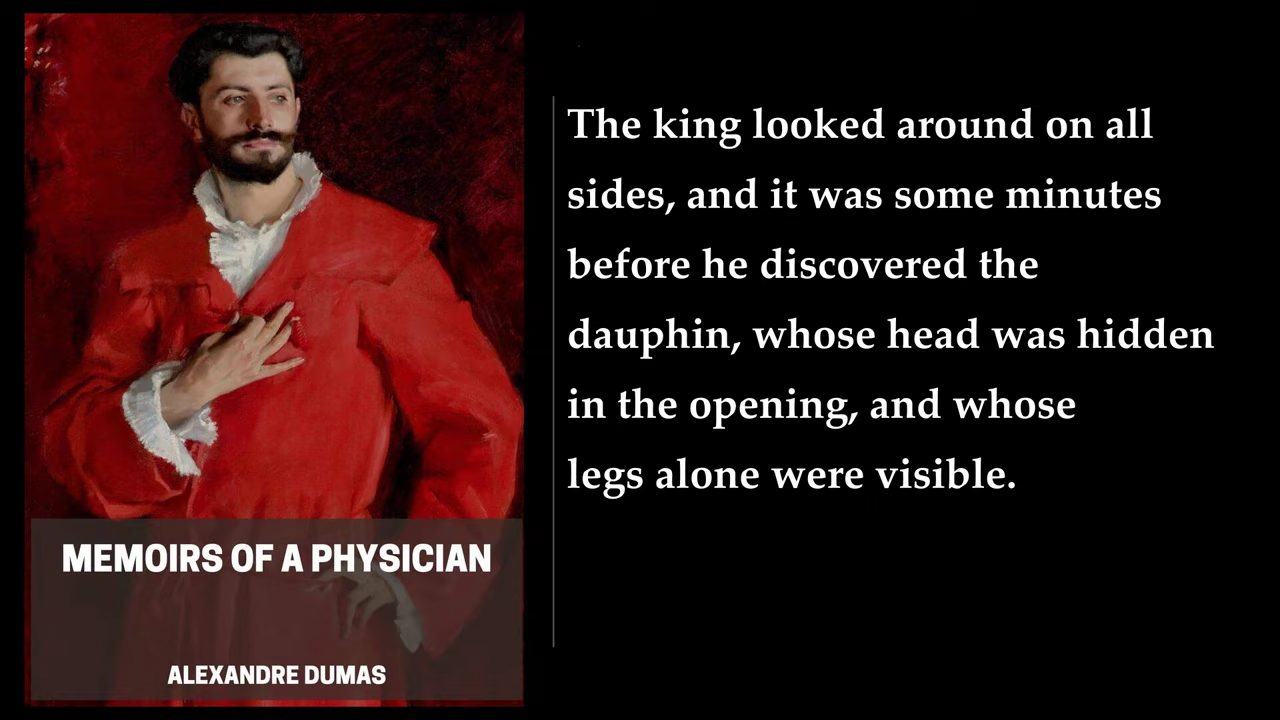 The king looked around on all
sides, and it was some minutes
before he discovered the
dauphin, whose head was hidden
in the opening, and whose
legs alone were visible.
MEMOIRS OF A PHYSICIAN
ALEXANDRE DUMAS